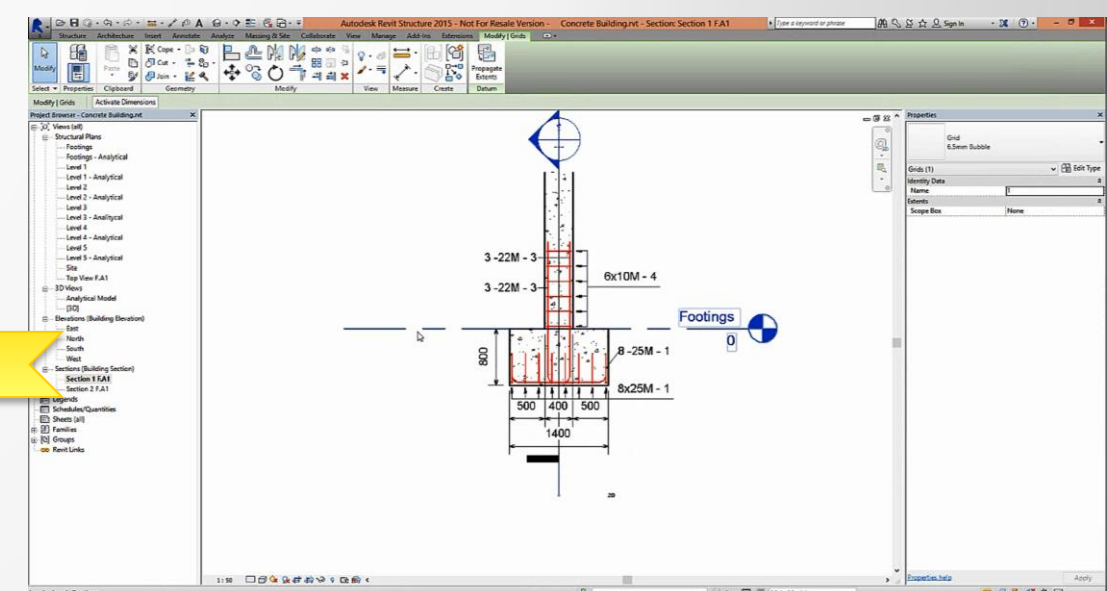 Autodesk Revit Structure 2015 - Not For Resale Version - Concrete Building.rvt - Section: Section 1 F.A1
Type a keyword or phrase
Sign In
Structure Architecture Insert Annotate Analyze Massing & Site Collaborate View Manage Add-Ins Extensions Modify | Grids
Modify
Paste
Cope
Cut
Join
Propagate
Extents
Select Properties Clipboard Geometry Modify View Measure Create Datum
Modify | Grids Activate Dimensions
Project Browser - Concrete Building.rvt
Views (all)
Structural Plans
Footings
Footings - Analytical
Level 1
Level 1 - Analytical
Level 2
Level 2 - Analytical
Level 3
Level 3 - Analitycal
Level 4
Level 4 - Analytical
Level 5
Level 5 - Analytical
Site
Top View F.A1
3D Views
Analytical Model
{3D}
Elevations (Building Elevation)
East
North
South
West
Sections (Building Section)
Section 1 F.A1
Section 2 F.A1
Legends
Schedules/Quantities
Sheets (all)
Families
Groups
Revit Links
3 -22M - 3
6x10M - 4
3 -22M - 3
Footings
0
800
8 -25M - 1
8x25M - 1
500 400 500
1400
1 : 50
Properties
Grid
6.5mm Bubble
Grids (1)
Edit Type
Identity Data
Name
1
Extents
Scope Box
None
Properties help
Apply